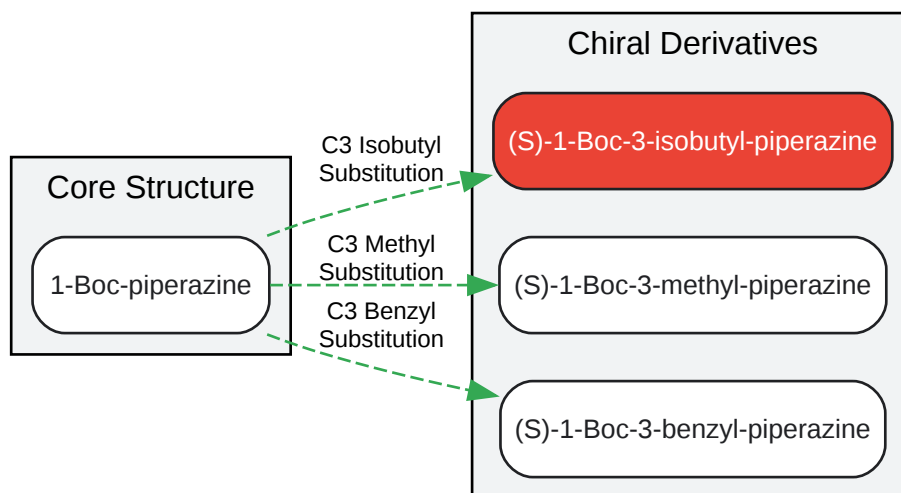 Core Structure
1-Boc-piperazine
C3 Isobutyl
Substitution
C3 Methyl
Substitution
C3 Benzyl
Substitution
Chiral Derivatives
(S)-1-Boc-3-isobutyl-piperazine
(S)-1-Boc-3-methyl-piperazine
(S)-1-Boc-3-benzyl-piperazine